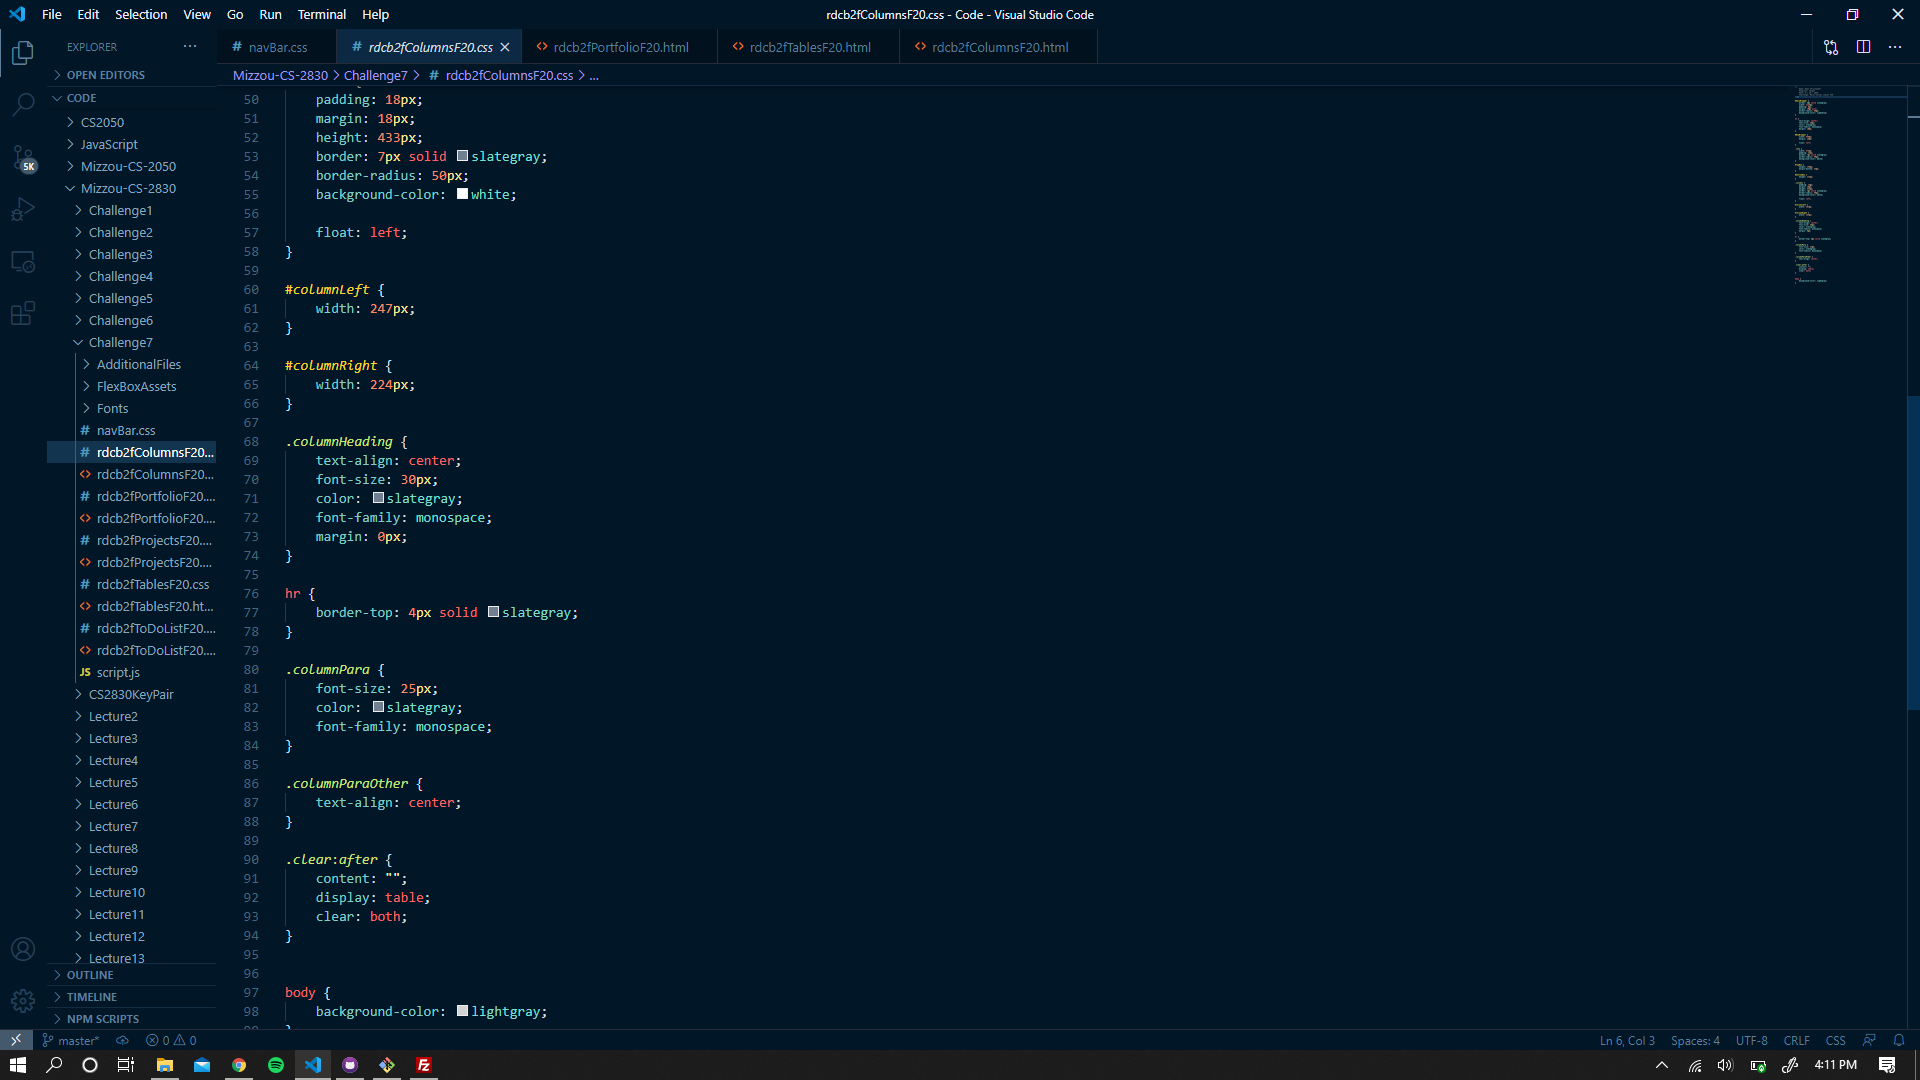 File Edit Selection View Go Run Terminal Help
rdcb2fColumnsF20.css - Code - Visual Studio Code
EXPLORER
navBar.css
rdcb2fColumnsF20.css
rdcb2fPortfolioF20.html
rdcb2fTablesF20.html
rdcb2fColumnsF20.html
Mizzou-CS-2830 > Challenge7 > # rdcb2fColumnsF20.css > ...
OPEN EDITORS
CODE
CS2050
JavaScript
Mizzou-CS-2050
Mizzou-CS-2830
Challenge1
Challenge2
Challenge3
Challenge4
Challenge5
Challenge6
Challenge7
AdditionalFiles
FlexBoxAssets
Fonts
# navBar.css
# rdcb2fColumnsF20...
<> rdcb2fColumnsF20...
# rdcb2fPortfolioF20....
<> rdcb2fPortfolioF20....
# rdcb2fProjectsF20....
<> rdcb2fProjectsF20....
# rdcb2fTablesF20.css
<> rdcb2fTablesF20.ht...
# rdcb2fToDoListF20....
<> rdcb2fToDoListF20....
JS script.js
CS2830KeyPair
Lecture2
Lecture3
Lecture4
Lecture5
Lecture6
Lecture7
Lecture8
Lecture9
Lecture10
Lecture11
Lecture12
Lecture13
OUTLINE
TIMELINE
NPM SCRIPTS
5K
50 padding: 18px;
51 margin: 18px;
52 height: 433px;
53 border: 7px solid slategray;
54 border-radius: 50px;
55 background-color: white;
56
57 float: left;
58 }
59
60 #columnLeft {
61 width: 247px;
62 }
63
64 #columnRight {
65 width: 224px;
66 }
67
68 .columnHeading {
69 text-align: center;
70 font-size: 30px;
71 color: slategray;
72 font-family: monospace;
73 margin: 0px;
74 }
75
76 hr {
77 border-top: 4px solid slategray;
78 }
79
80 .columnPara {
81 font-size: 25px;
82 color: slategray;
83 font-family: monospace;
84 }
85
86 .columnParaOther {
87 text-align: center;
88 }
89
90 .clear:after {
91 content: "";
92 display: table;
93 clear: both;
94 }
95
96
97 body {
98 background-color: lightgray;
master* 0 0
Ln 6, Col 3 Spaces: 4 UTF-8 CRLF CSS
4:11 PM